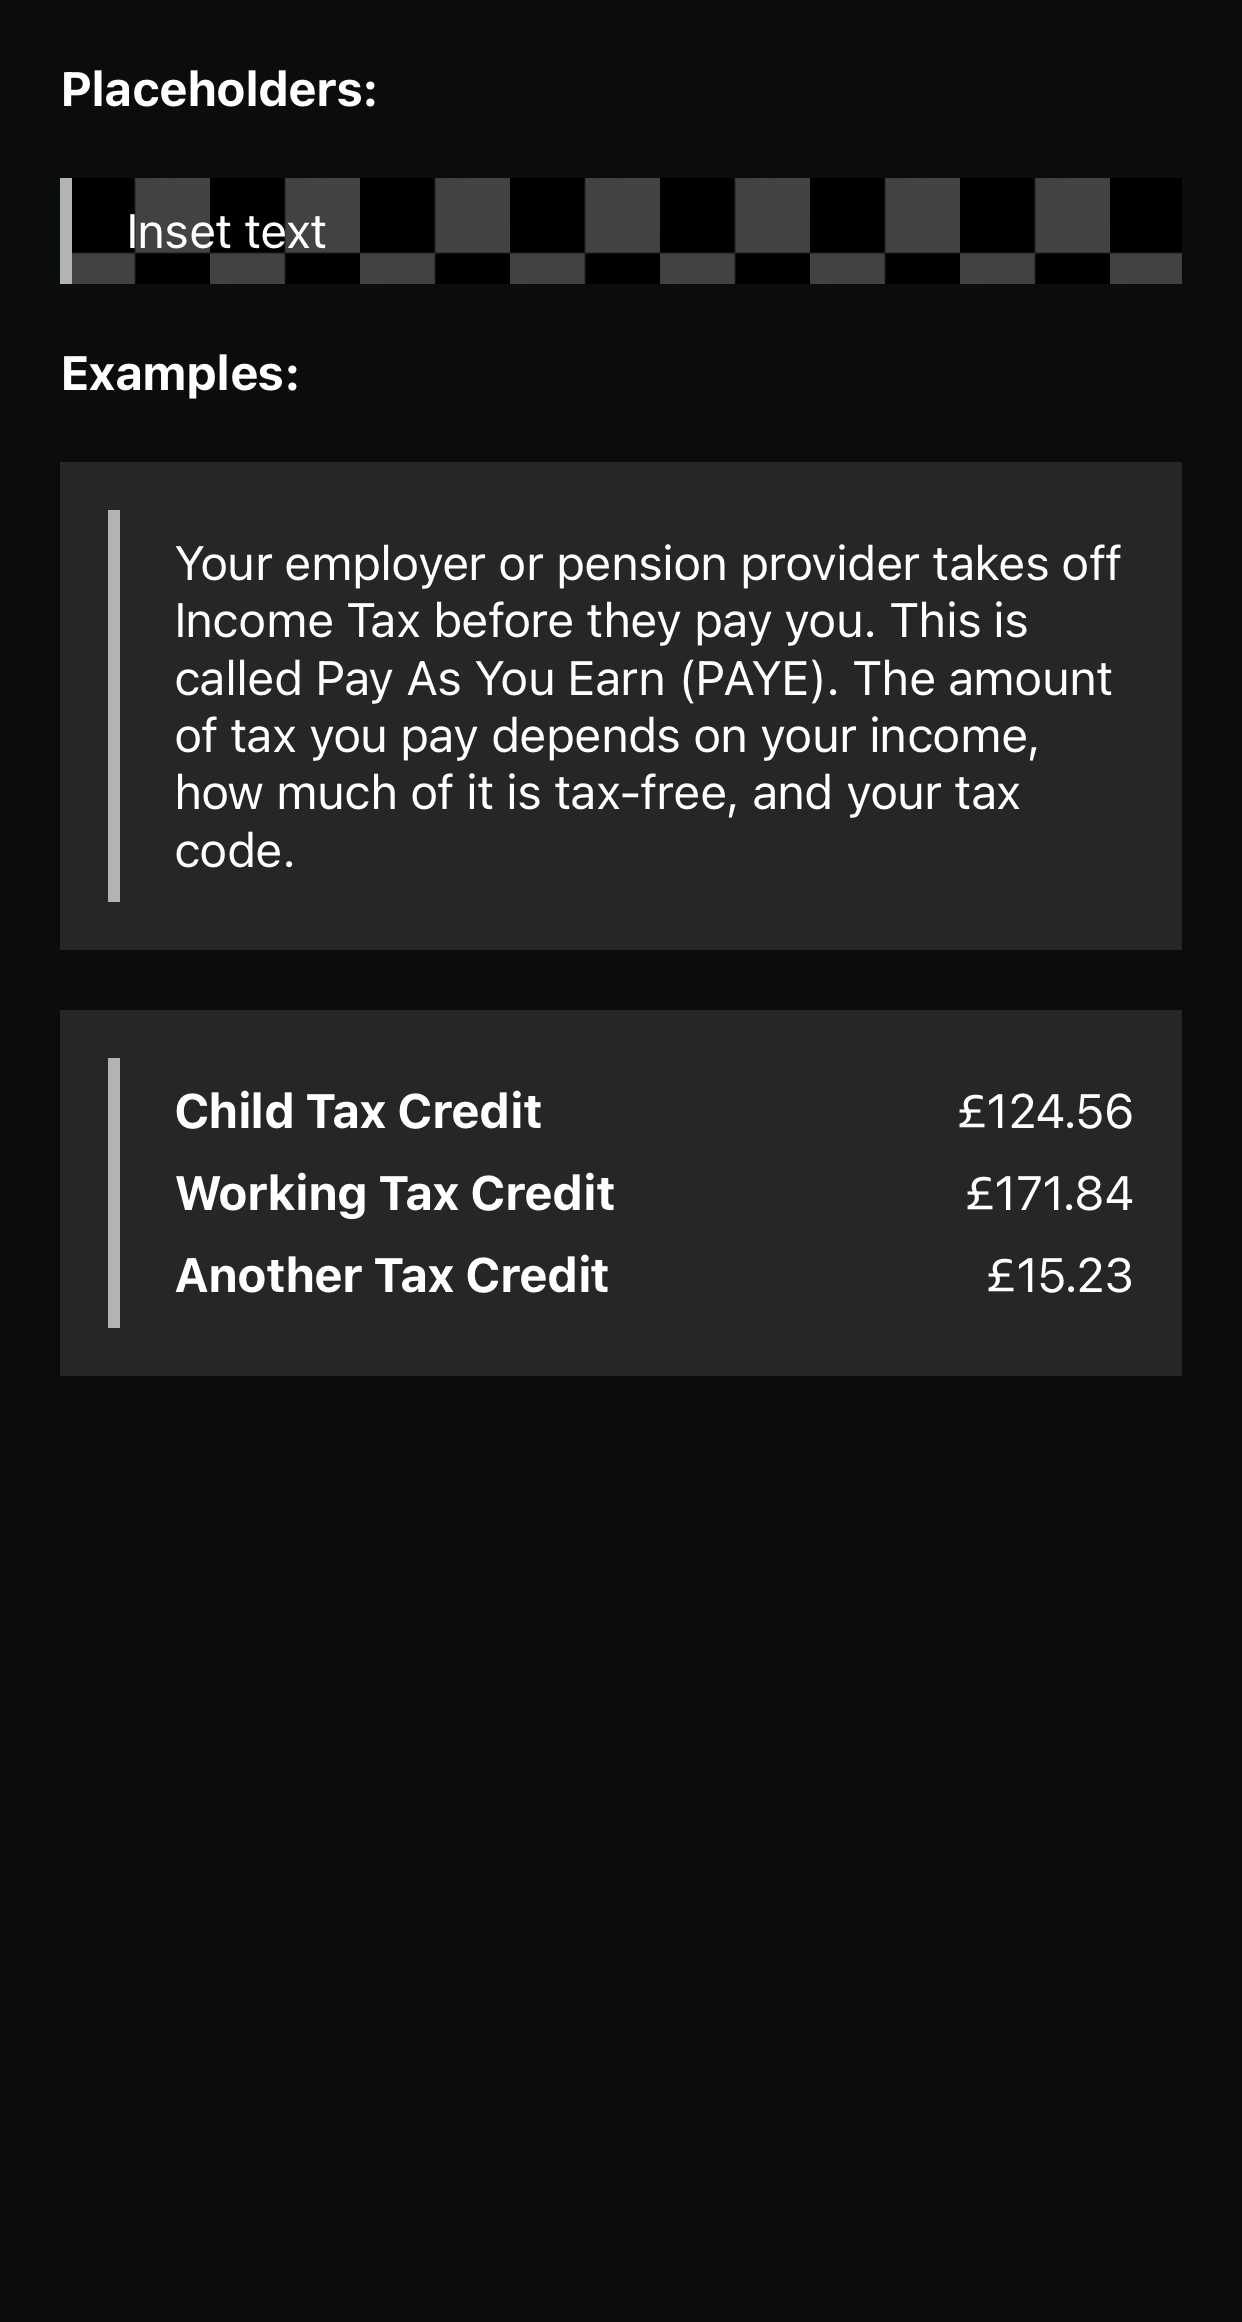 Placeholders:
Inset text
Examples:
Your employer or pension provider takes off
Income Tax before they pay you. This is
called Pay As You Earn (PAYE). The amount
of tax you pay depends on your income,
how much of it is tax-free, and your tax
code.
Child Tax Credit £124.56
Working Tax Credit £171.84
Another Tax Credit £15.23